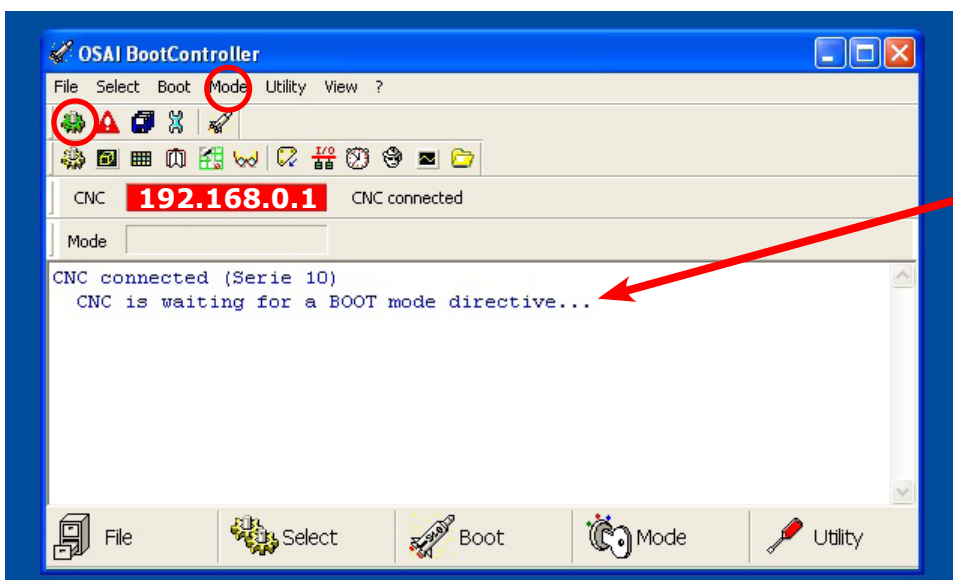 OSAI BootController
File Select Boot Mode Utility View ?
I/O
CNC 192.168.0.1 CNC connected
Mode
CNC connected (Serie 10)
CNC is waiting for a BOOT mode directive...
File Select Boot Mode Utility